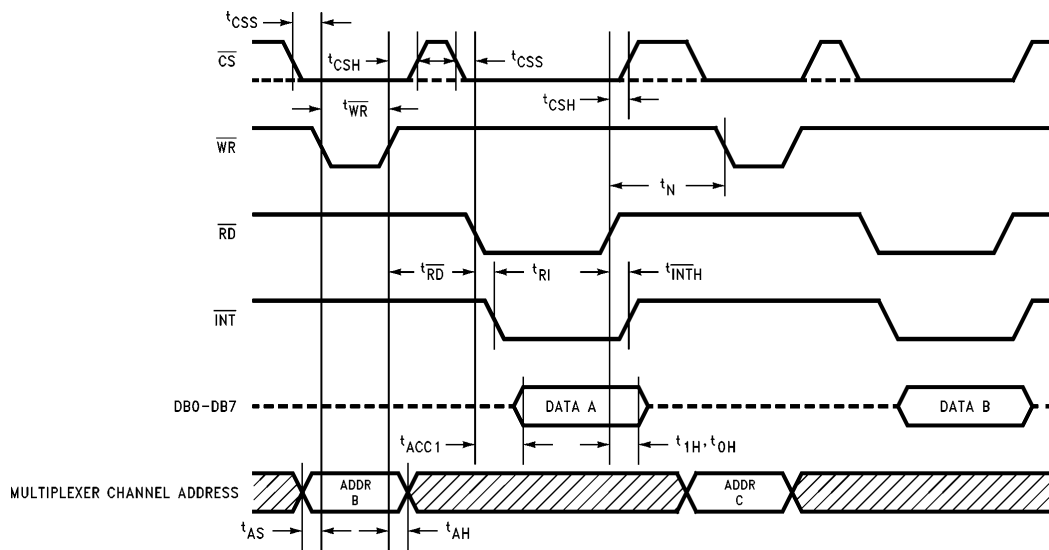 tCSS
CS
tCSH
tCSS
tWR
tCSH
WR
tN
RD
tRD
tRI
tINTH
INT
DB0-DB7
DATA A
DATA B
tACC1
t1H, t0H
MULTIPLEXER CHANNEL ADDRESS
ADDR
B
ADDR
C
tAS
tAH